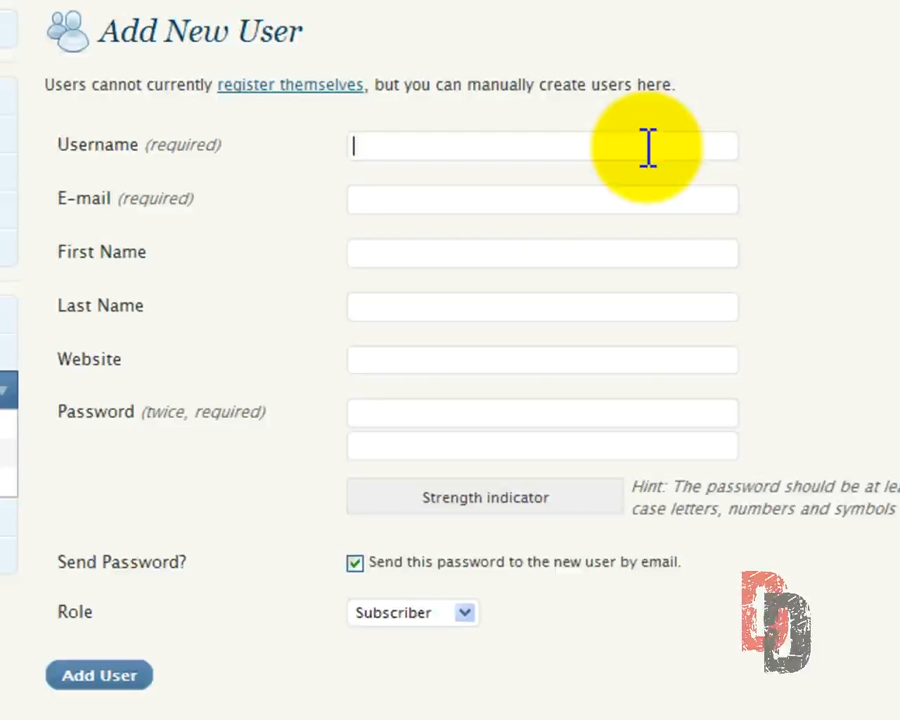 Add New User
Users cannot currently register themselves, but you can manually create users here.
Username (required)
E-mail (required)
First Name
Last Name
Website
Password (twice, required)
Strength indicator
Hint: The password should be at
case letters, numbers and symbols
Send Password?
Send this password to the new user by email.
Role
Subscriber
Add User
DD